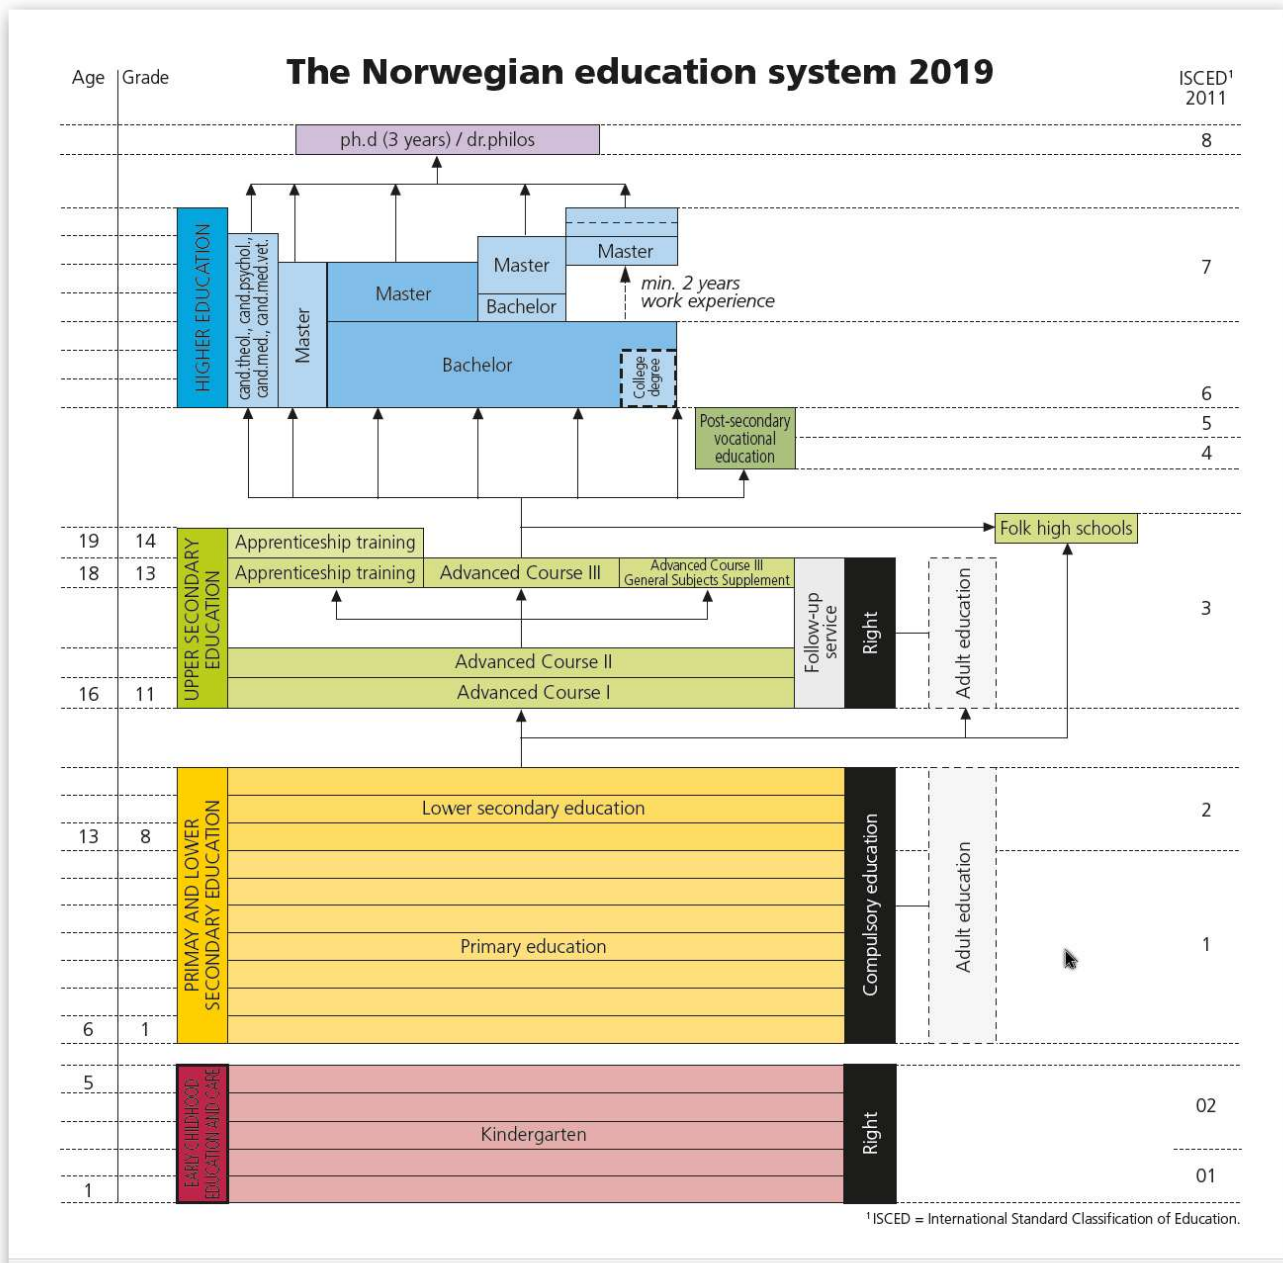 The Norwegian education system 2019
Age
Grade
ISCED¹
2011
ph.d (3 years) / dr.philos
8
HIGHER EDUCATION
cand.theol., cand.psychol.,
cand.med., cand.med.vet.
Master
Master
Master
Bachelor
Master
min. 2 years
work experience
7
Bachelor
College
degree
6
Post-secondary
vocational
education
5
4
Folk high schools
19
14
UPPER SECONDARY
EDUCATION
Apprenticeship training
18
13
Apprenticeship training
Advanced Course III
Advanced Course III
General Subjects Supplement
Follow-up
service
Right
Adult education
3
Advanced Course II
16
11
Advanced Course I
PRIMAY AND LOWER
SECONDARY EDUCATION
Lower secondary education
2
13
8
Compulsory education
Adult education
Primary education
1
6
1
5
EARLY CHILDHOOD
EDUCATION AND CARE
Kindergarten
Right
02
01
1
¹ISCED = International Standard Classification of Education.